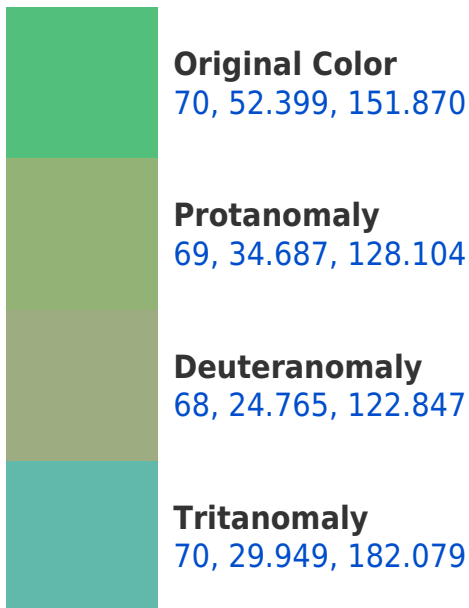 Original Color
70, 52.399, 151.870
Protanomaly
69, 34.687, 128.104
Deuteranomaly
68, 24.765, 122.847
Tritanomaly
70, 29.949, 182.079